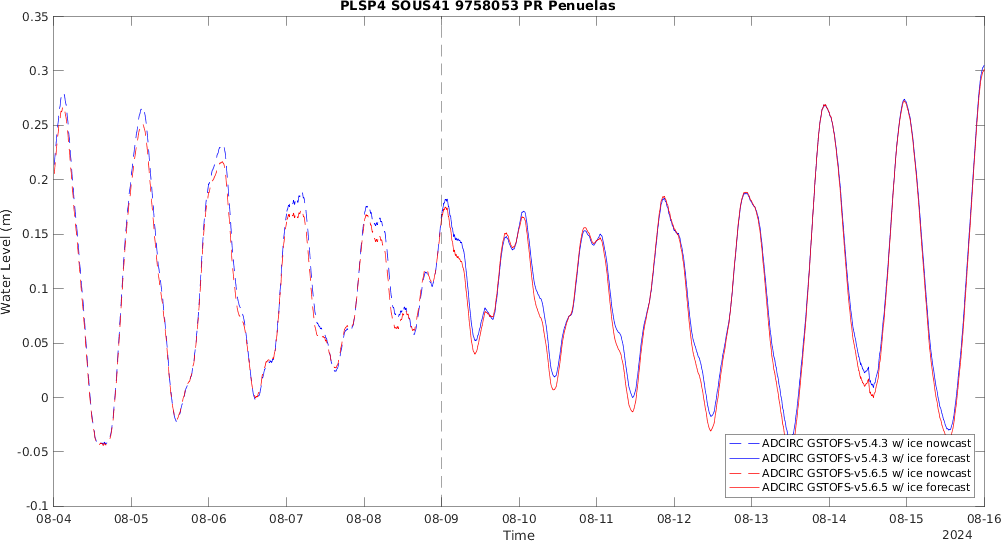 PLSP4 SOUS41 9758053 PR Penuelas
0.35
0.3
0.25
0.2
0.15
0.1
0.05
0
-0.05
-0.1
Water Level (m)
ADCIRC GSTOFS-v5.4.3 w/ ice nowcast
ADCIRC GSTOFS-v5.4.3 w/ ice forecast
ADCIRC GSTOFS-v5.6.5 w/ ice nowcast
ADCIRC GSTOFS-v5.6.5 w/ ice forecast
08-04 08-05 08-06 08-07 08-08 08-09 08-10 08-11 08-12 08-13 08-14 08-15 08-16
Time
2024